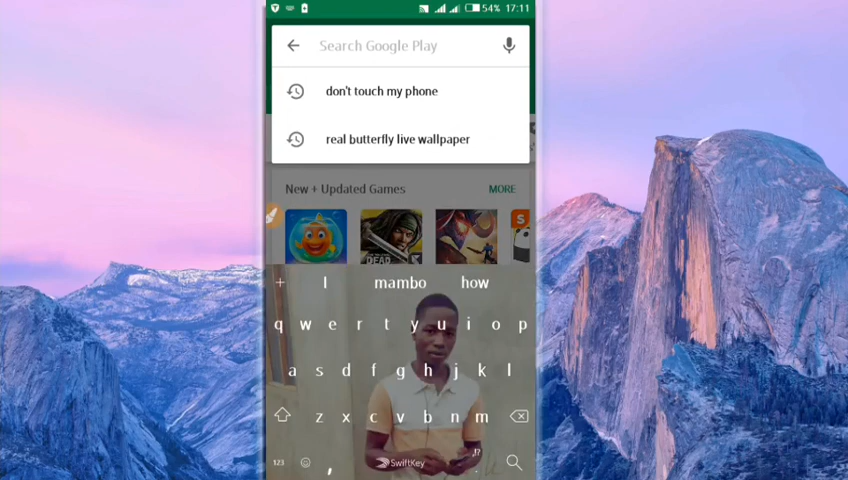 54% 17:11
Search Google Play
don't touch my phone
real butterfly live wallpaper
New + Updated Games MORE
DEAD
S
+ I mambo how
q w e r t y u i o p
a s d f g h j k l
z x c v b n m
123 , SwiftKey ,!? .